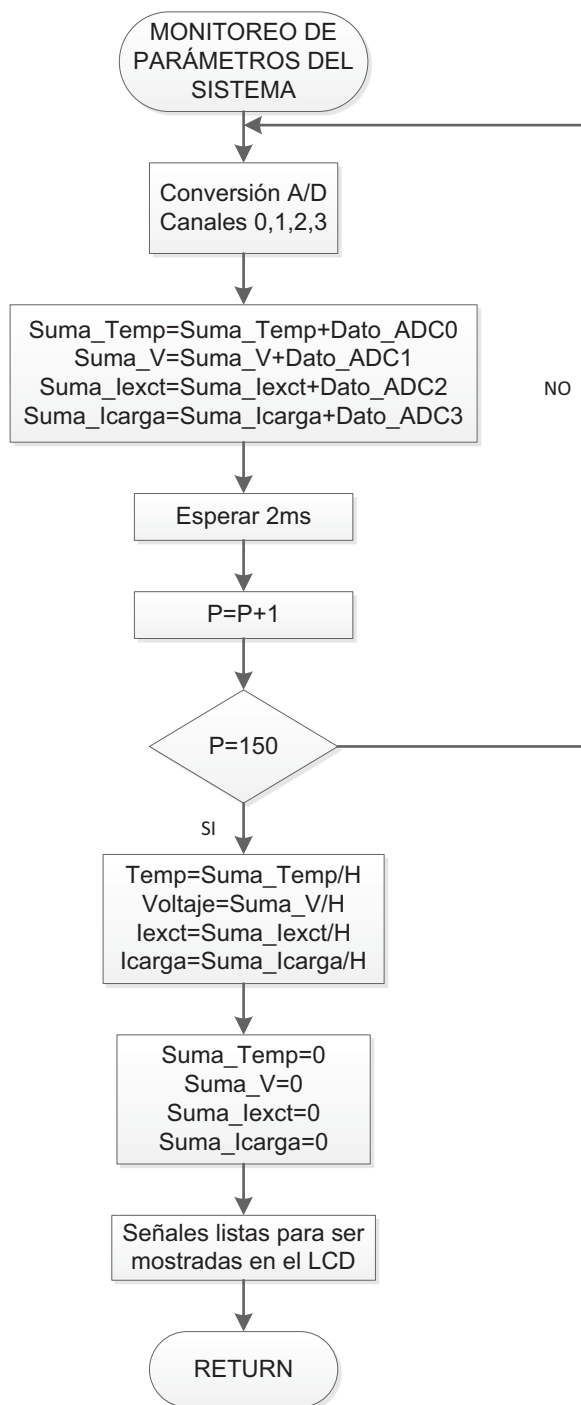 MONITOREO DE
PARÁMETROS DEL
SISTEMA
Conversión A/D
Canales 0,1,2,3
Suma_Temp=Suma_Temp+Dato_ADC0
Suma_V=Suma_V+Dato_ADC1
Suma_Iexct=Suma_Iexct+Dato_ADC2
Suma_Icarga=Suma_Icarga+Dato_ADC3
NO
Esperar 2ms
P=P+1
P=150
SI
Temp=Suma_Temp/H
Voltaje=Suma_V/H
Iexct=Suma_Iexct/H
Icarga=Suma_Icarga/H
Suma_Temp=0
Suma_V=0
Suma_Iexct=0
Suma_Icarga=0
Señales listas para ser
mostradas en el LCD
RETURN